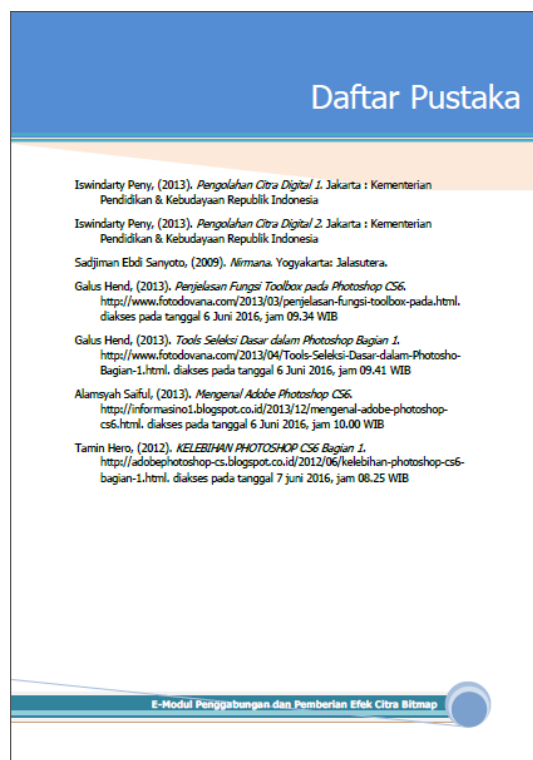 Daftar Pustaka
Iswindarty Peny, (2013). Pengolahan Citra Digital 1. Jakarta : Kementerian
Pendidikan & Kebudayaan Republik Indonesia
Iswindarty Peny, (2013). Pengolahan Citra Digital 2. Jakarta : Kementerian
Pendidikan & Kebudayaan Republik Indonesia
Sadjiman Ebdi Sanyoto, (2009). Nirmana. Yogyakarta: Jalasutera.
Galus Hend, (2013). Penjelasan Fungsi Toolbox pada Photoshop CS6.
http://www.fotodovana.com/2013/03/penjelasan-fungsi-toolbox-pada.html.
diakses pada tanggal 6 Juni 2016, jam 09.34 WIB
Galus Hend, (2013). Tools Seleksi Dasar dalam Photoshop Bagian 1.
http://www.fotodovana.com/2013/04/Tools-Seleksi-Dasar-dalam-Photosho-
Bagian-1.html. diakses pada tanggal 6 Juni 2016, jam 09.41 WIB
Alamsyah Saiful, (2013). Mengenal Adobe Photoshop CS6.
http://informasino1.blogspot.co.id/2013/12/mengenal-adobe-photoshop-
cs6.html. diakses pada tanggal 6 Juni 2016, jam 10.00 WIB
Tamin Hero, (2012). KELEBIHAN PHOTOSHOP CS6 Bagian 1.
http://adobephotoshop-cs.blogspot.co.id/2012/06/kelebihan-photoshop-cs6-
bagian-1.html. diakses pada tanggal 7 juni 2016, jam 08.25 WIB
E-Modul Penggabungan dan Pemberian Efek Citra Bitmap